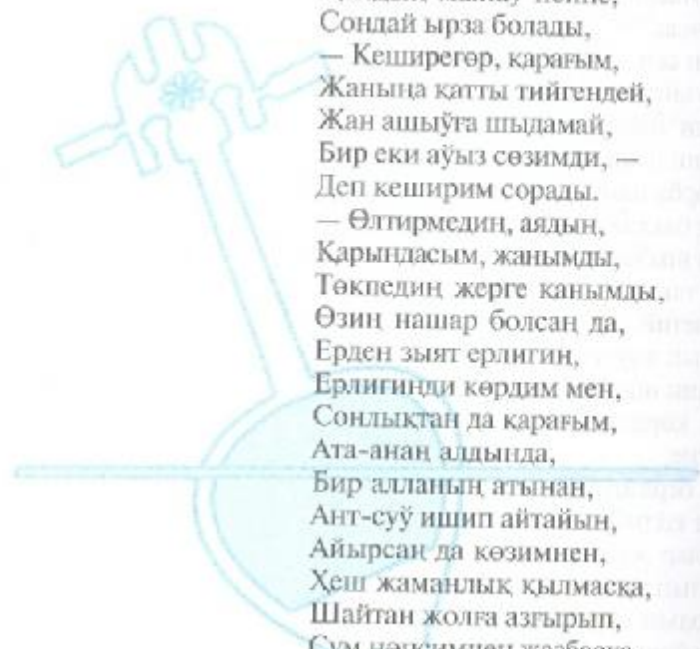 Сондай ырза болады,
— Кеширегөр, қарағым,
Жаныңа қатты тийгендей,
Жан ашыўға шыдамай,
Бир еки аўыз сөзимди, —
Деп кеширим сорады.
— Өлтирмедиң, аядың,
Қарындасым, жанымды,
Төкпедиң жерге қанымды,
Өзиң нашар болсаң да,
Ерден зыят ерлигиң,
Ерлигиңди көрдим мен,
Сонлықтан да қарағым,
Ата-анаң алдында,
Бир алланың атынан,
Ант-суў ишип айтайын,
Айырсаң да көзимнен,
Ҳеш жаманлық қылмасқа,
Шайтан жолға азғырып,